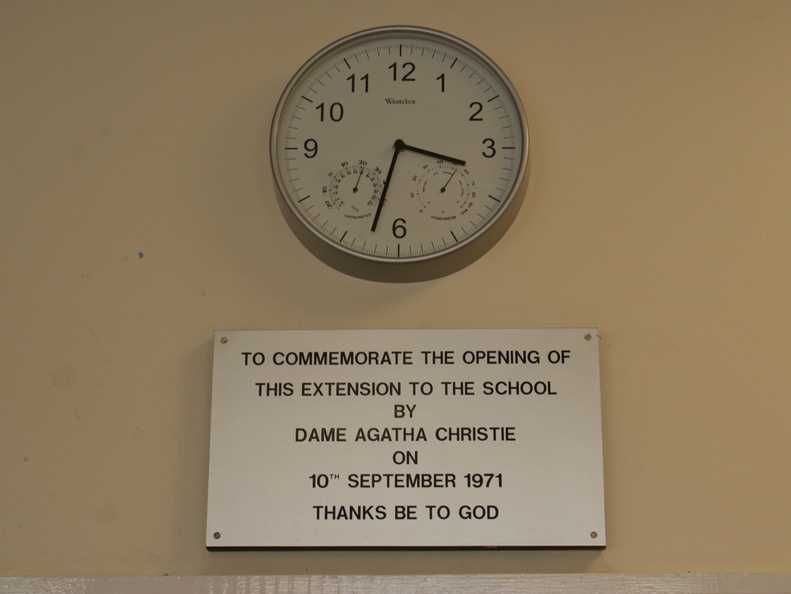 12
11 1
Westclox
10 2
9 3
6
TO COMMEMORATE THE OPENING OF
THIS EXTENSION TO THE SCHOOL
BY
DAME AGATHA CHRISTIE
ON
10TH SEPTEMBER 1971
THANKS BE TO GOD